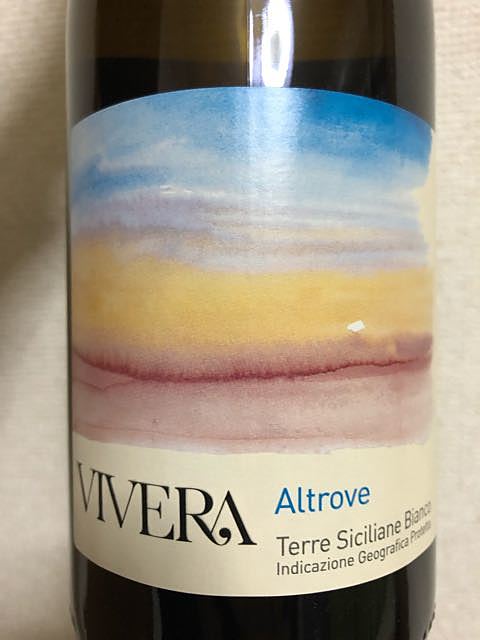 VIVERA
Altrove
Terre Siciliane Bianco
Indicazione Geografica Protetta